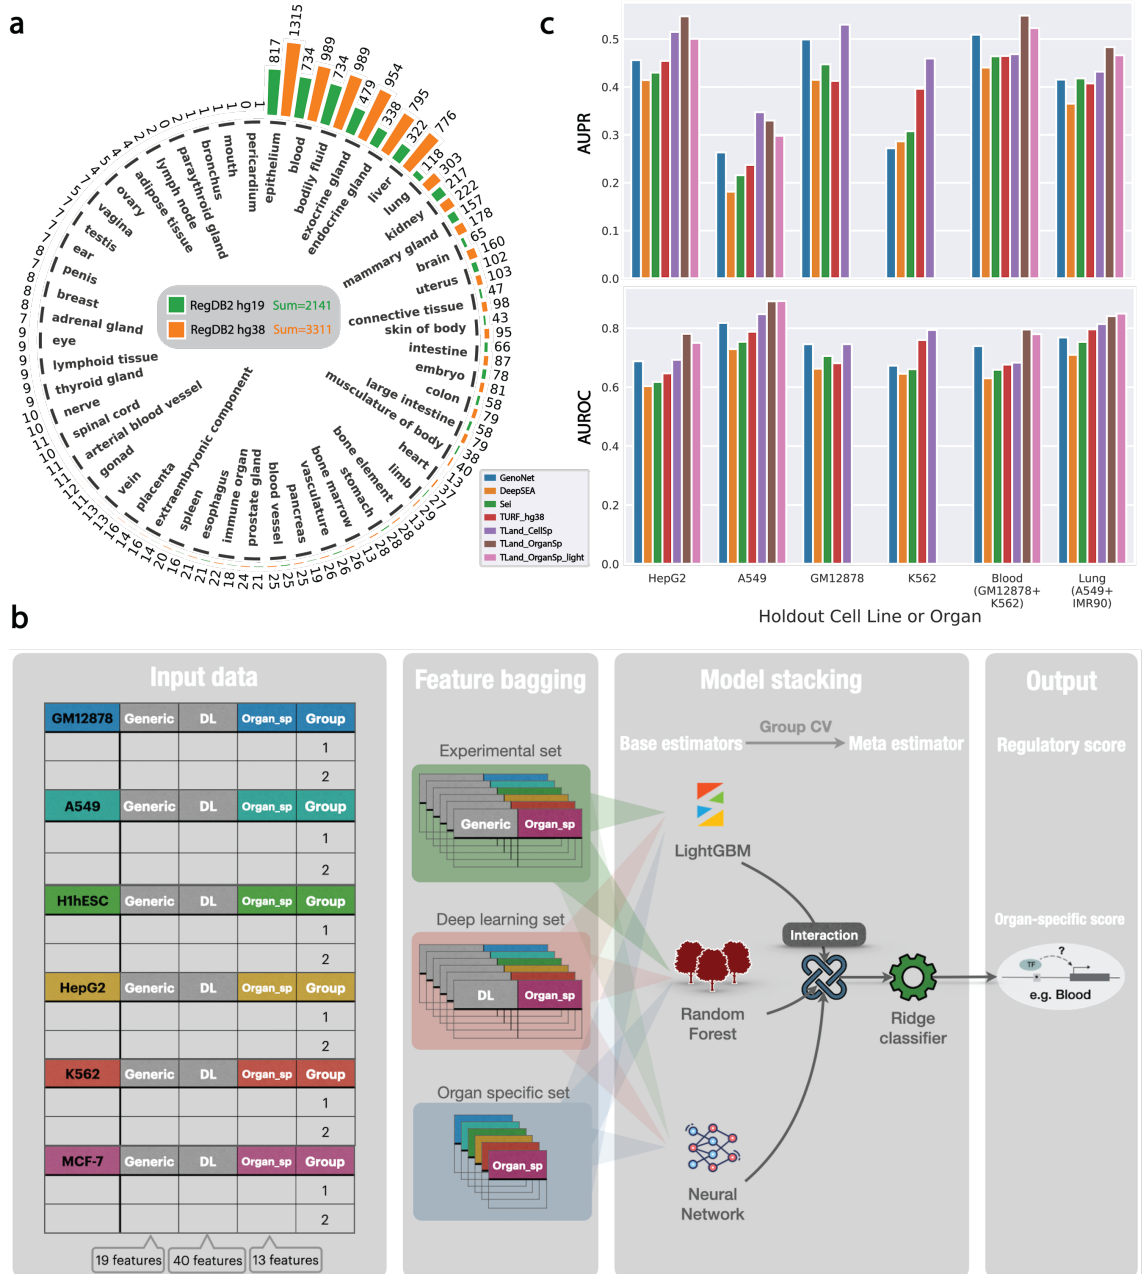 a
817
1315
734
989
734
989
479
954
338
795
322
776
118
303
217
222
157
178
65
160
102
103
47
98
43
95
66
87
78
81
58
79
58
79
38
40
epithelium
blood
bodily fluid
exocrine gland
endocrine gland
liver
lung
kidney
mammary gland
brain
uterus
connective tissue
skin of body
intestine
embryo
colon
large intestine
musculature of body
heart
limb
bone element
stomach
bone marrow
vasculature
pancreas
blood vessel
prostate gland
immune organ
esophagus
spleen
extraembryonic component
placenta
vein
gonad
arterial blood vessel
spinal cord
nerve
thyroid gland
lymphoid tissue
eye
adrenal gland
breast
penis
ear
testis
vagina
ovary
adipose tissue
lymph node
paraythroid gland
bronchus
mouth
pericardium
RegDB2 hg19 Sum=2141
RegDB2 hg38 Sum=3311
c
AUPR
0.5
0.4
0.3
0.2
0.1
0.0
AUROC
0.8
0.6
0.4
0.2
0.0
GenoNet
DeepSEA
Sei
TURF_hg38
TLand_CellSp
TLand_OrganSp
TLand_OrganSp_light
HepG2 A549 GM12878 K562 Blood Lung
(GM12878+ (A549+
K562) IMR90)
Holdout Cell Line or Organ
b
Input data
GM12878 Generic DL Organ_sp Group
1
2
A549 Generic DL Organ_sp Group
1
2
H1hESC Generic DL Organ_sp Group
1
2
HepG2 Generic DL Organ_sp Group
1
2
K562 Generic DL Organ_sp Group
1
2
MCF-7 Generic DL Organ_sp Group
1
2
19 features 40 features 13 features
Feature bagging
Experimental set
Generic Organ_sp
Deep learning set
DL Organ_sp
Organ specific set
Organ_sp
Model stacking
Group CV
Base estimators Meta estimator
LightGBM
Interaction
Random
Forest
Ridge
classifier
Neural
Network
Output
Regulatory score
Organ-specific score
?
TF
e.g. Blood